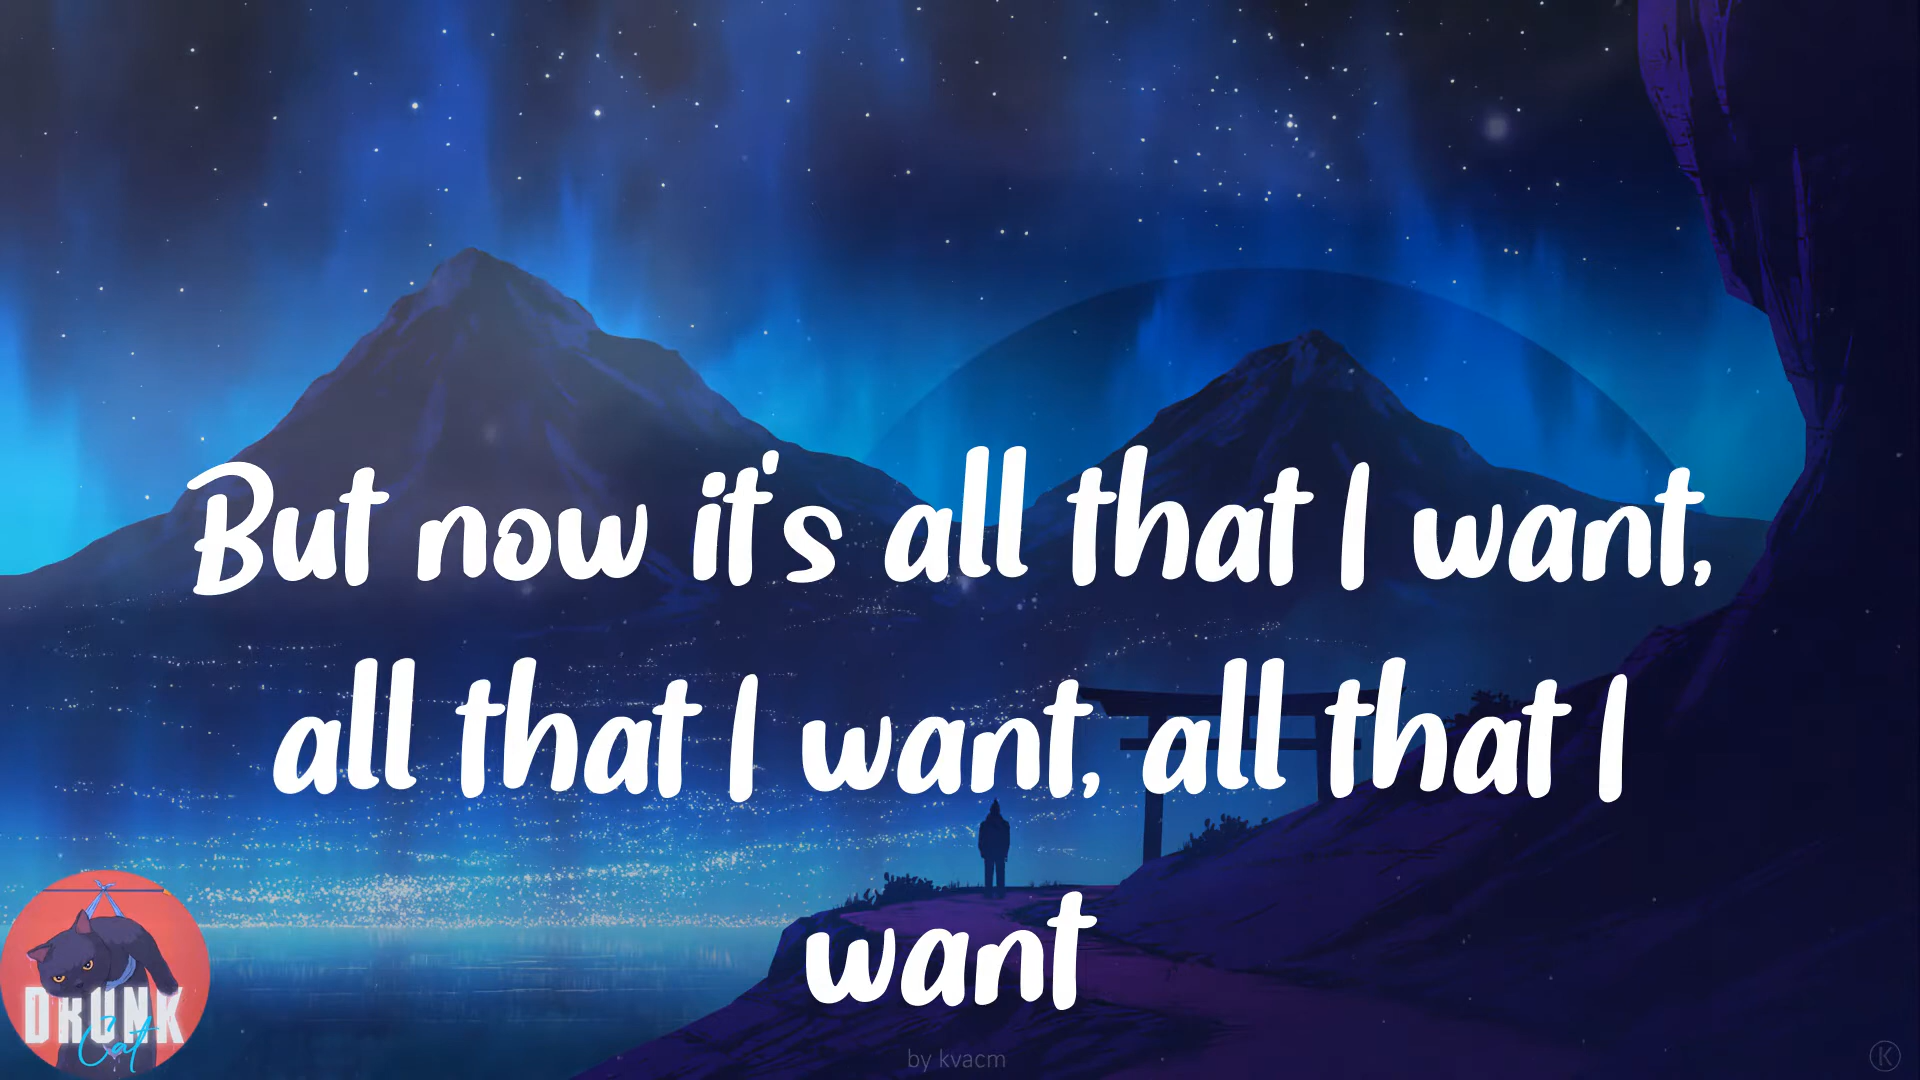 But now it's all that I want,
all that I want, all that I
want
DRUNK
Cat
by kvacm
K